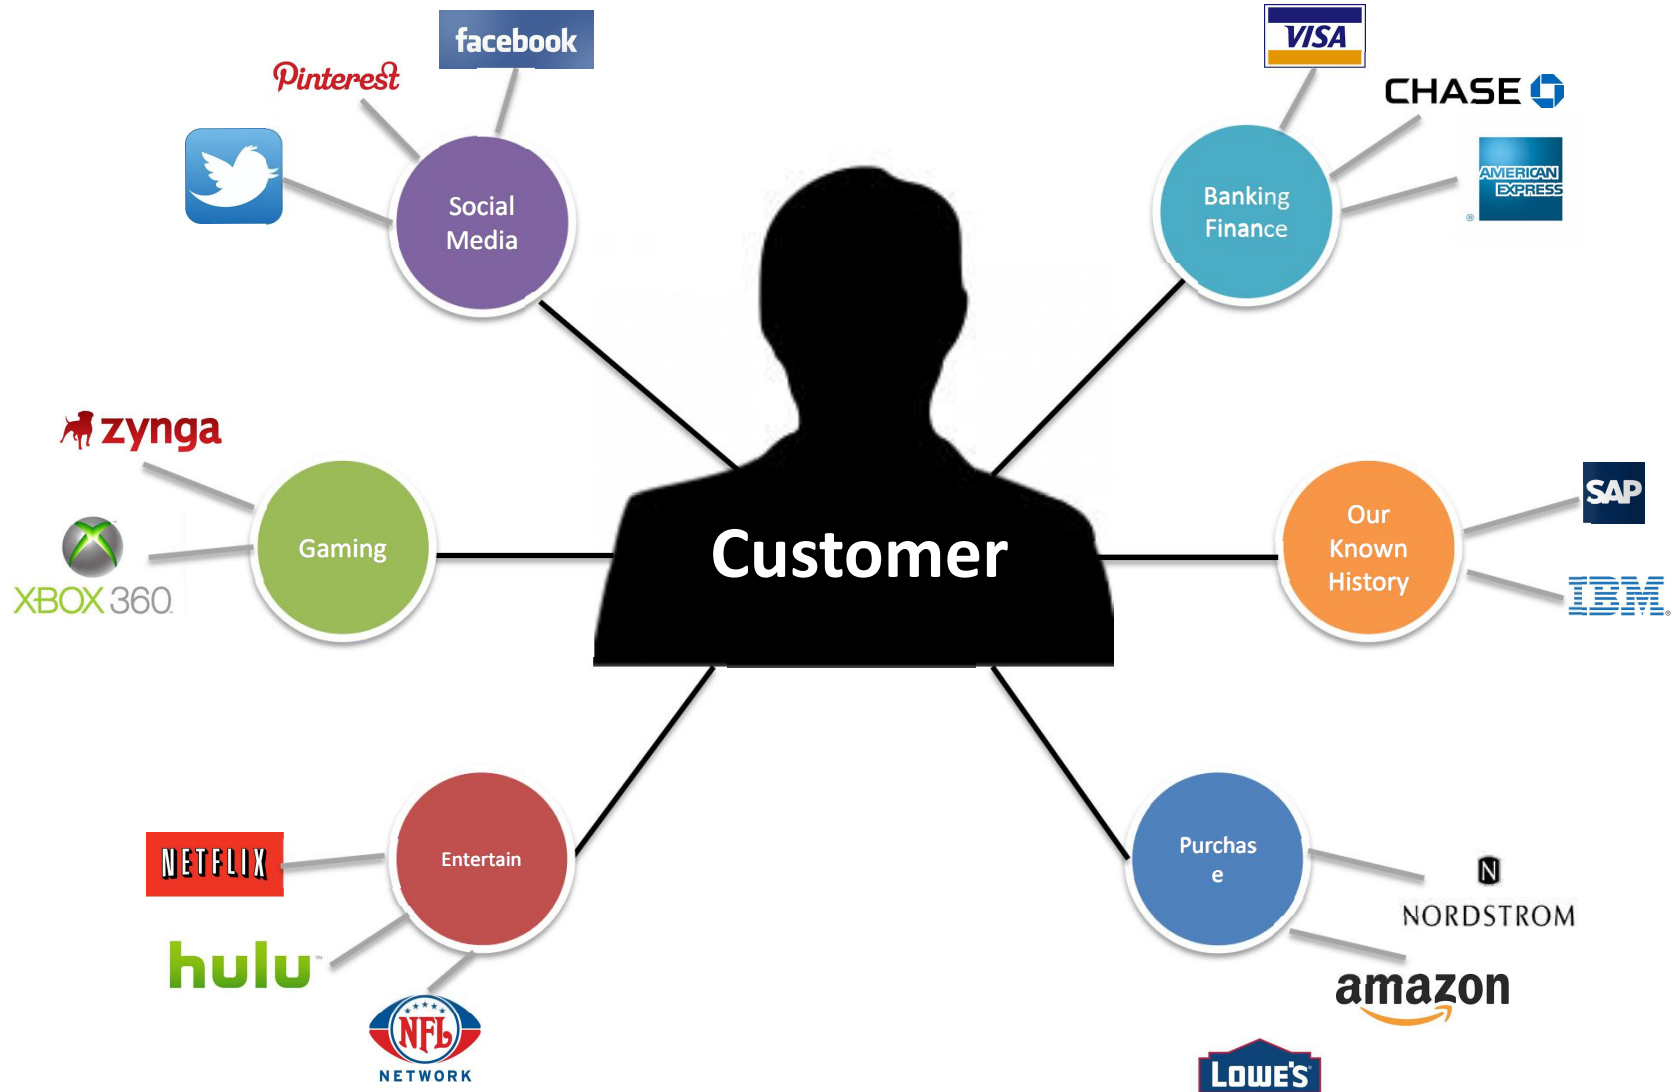 facebook
Pinterest
VISA
CHASE
AMERICAN
EXPRESS
®
Social
Media
Banking
Finance
zynga
XBOX 360
Gaming
Customer
Our
Known
History
SAP
IBM
®
NETFLIX
hulu
™
Entertain
NFL
NETWORK
Purchas
e
N
NORDSTROM
amazon
LOWE'S